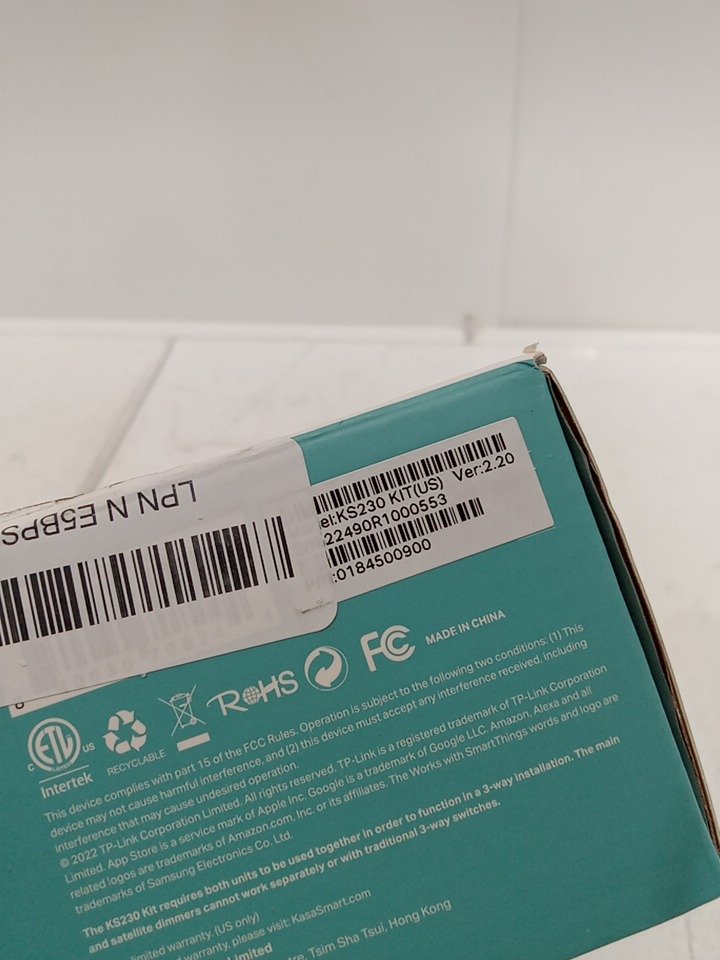 LPN N E5BPS
el:KS230 KIT(US) Ver:2.20
22490R1000553
:0184500900
C ETL US
LISTED
Intertek
RECYCLABLE
RoHS
FC
MADE IN CHINA
This device complies with part 15 of the FCC Rules. Operation is subject to the following two conditions: (1) This
device may not cause harmful interference, and (2) this device must accept any interference received, including
interference that may cause undesired operation.
© 2022 TP-Link Corporation Limited. All rights reserved. TP-Link is a registered trademark of TP-Link Corporation
Limited. App Store is a service mark of Apple Inc. Google is a trademark of Google LLC. Amazon, Alexa and all
related logos are trademarks of Amazon.com, Inc. or its affiliates. The Works with SmartThings words and logo are
trademarks of Samsung Electronics Co. Ltd.
The KS230 Kit requires both units to be used together in order to function in a 3-way installation. The main
and satellite dimmers cannot work separately or with traditional 3-way switches.
limited warranty. (US only)
d warranty, please visit: KasaSmart.com
Limited
ntre, Tsim Sha Tsui, Hong Kong